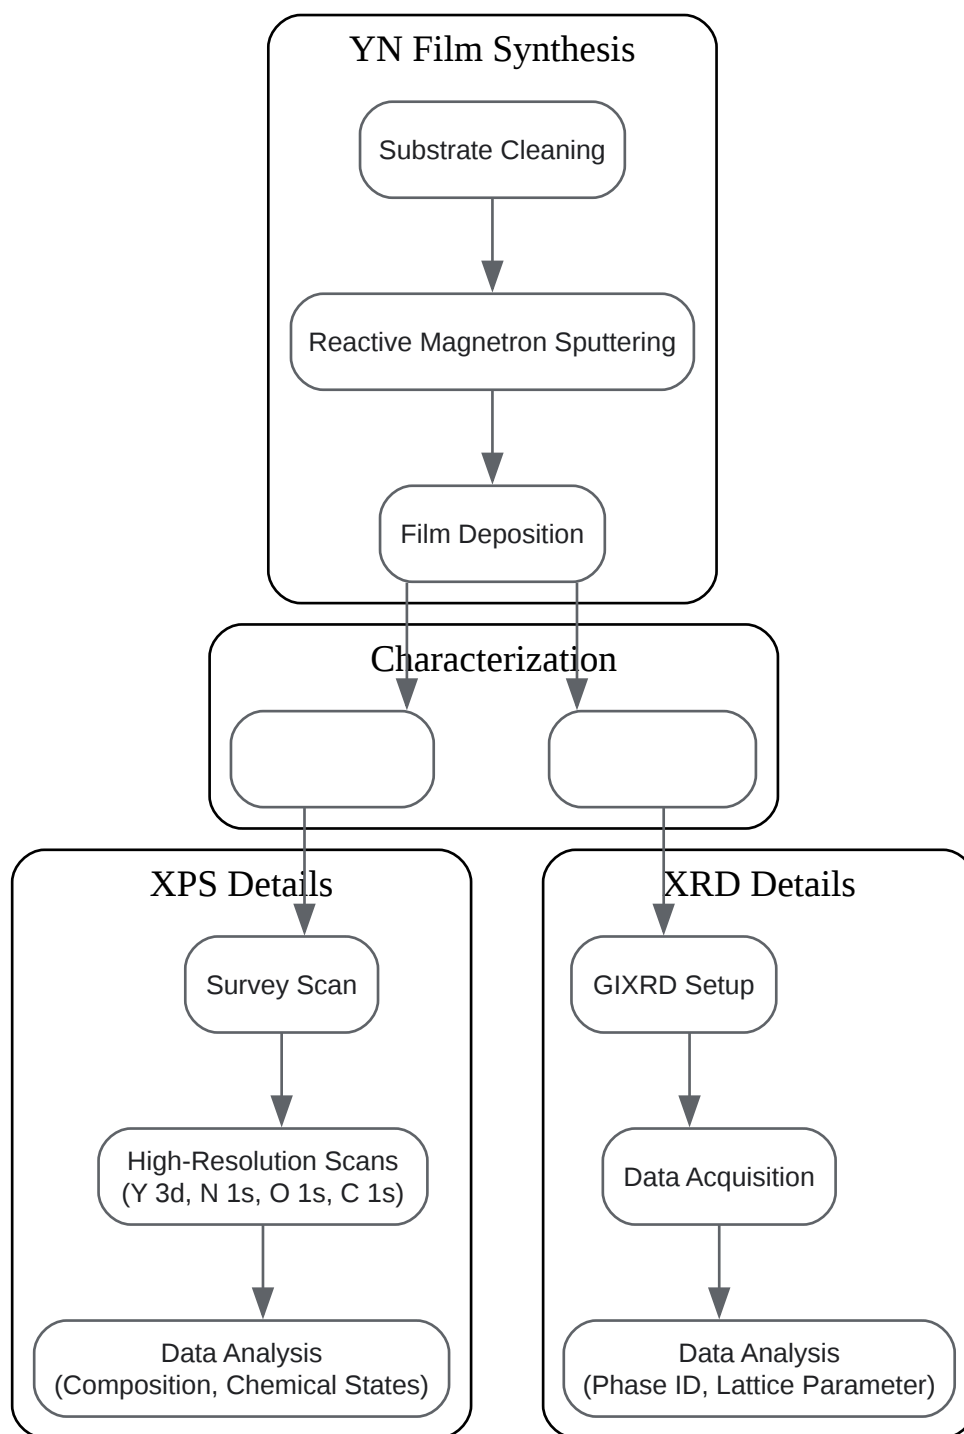 YN Film Synthesis
Substrate Cleaning
Reactive Magnetron Sputtering
Film Deposition
Characterization
XPS Details
Survey Scan
High-Resolution Scans
(Y 3d, N 1s, O 1s, C 1s)
Data Analysis
(Composition, Chemical States)
XRD Details
GIXRD Setup
Data Acquisition
Data Analysis
(Phase ID, Lattice Parameter)